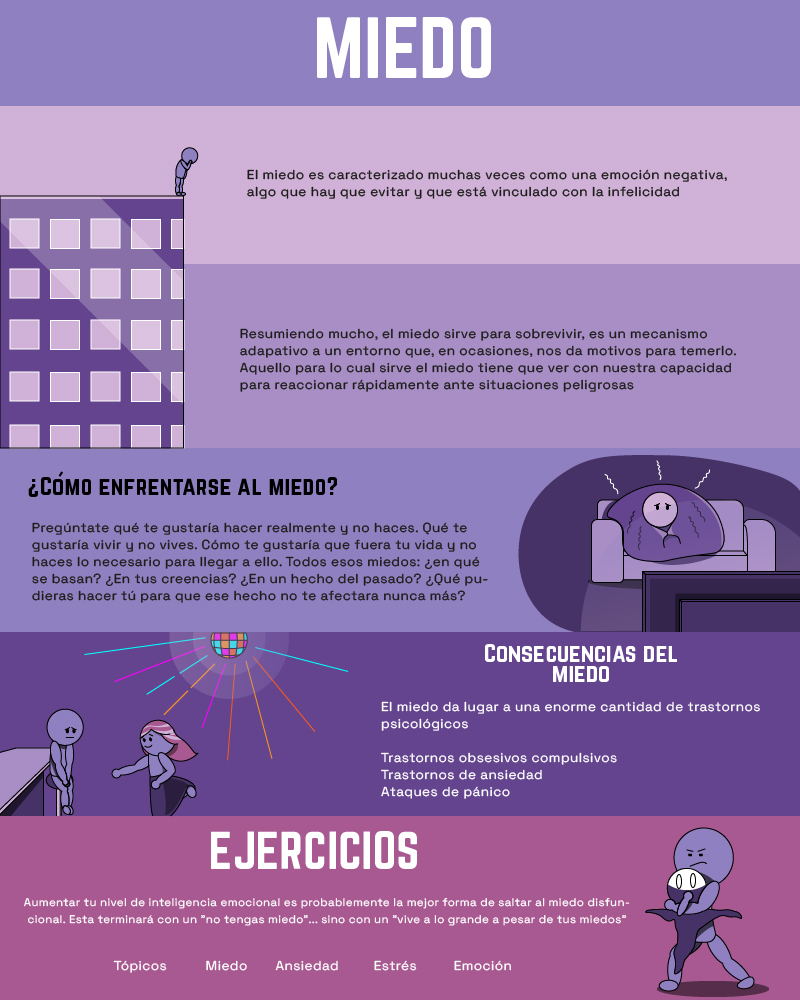 MIEDO
El miedo es caracterizado muchas veces como una emoción negativa,
algo que hay que evitar y que está vinculado con la infelicidad
Resumiendo mucho, el miedo sirve para sobrevivir, es un mecanismo
adapativo a un entorno que, en ocasiones, nos da motivos para temerlo.
Aquello para lo cual sirve el miedo tiene que ver con nuestra capacidad
para reaccionar rápidamente ante situaciones peligrosas
¿Cómo enfrentarse al miedo?
Pregúntate qué te gustaría hacer realmente y no haces. Qué te
gustaría vivir y no vives. Cómo te gustaría que fuera tu vida y no
haces lo necesario para llegar a ello. Todos esos miedos: ¿en qué
se basan? ¿En tus creencias? ¿En un hecho del pasado? ¿Qué pu-
dieras hacer tú para que ese hecho no te afectara nunca más?
Consecuencias del
miedo
El miedo da lugar a una enorme cantidad de trastornos
psicológicos
Trastornos obsesivos compulsivos
Trastornos de ansiedad
Ataques de pánico
EJERCICIOS
Aumentar tu nivel de inteligencia emocional es probablemente la mejor forma de saltar al miedo disfun-
cional. Esta terminará con un "no tengas miedo"... sino con un "vive a lo grande a pesar de tus miedos"
Tópicos Miedo Ansiedad Estrés Emoción